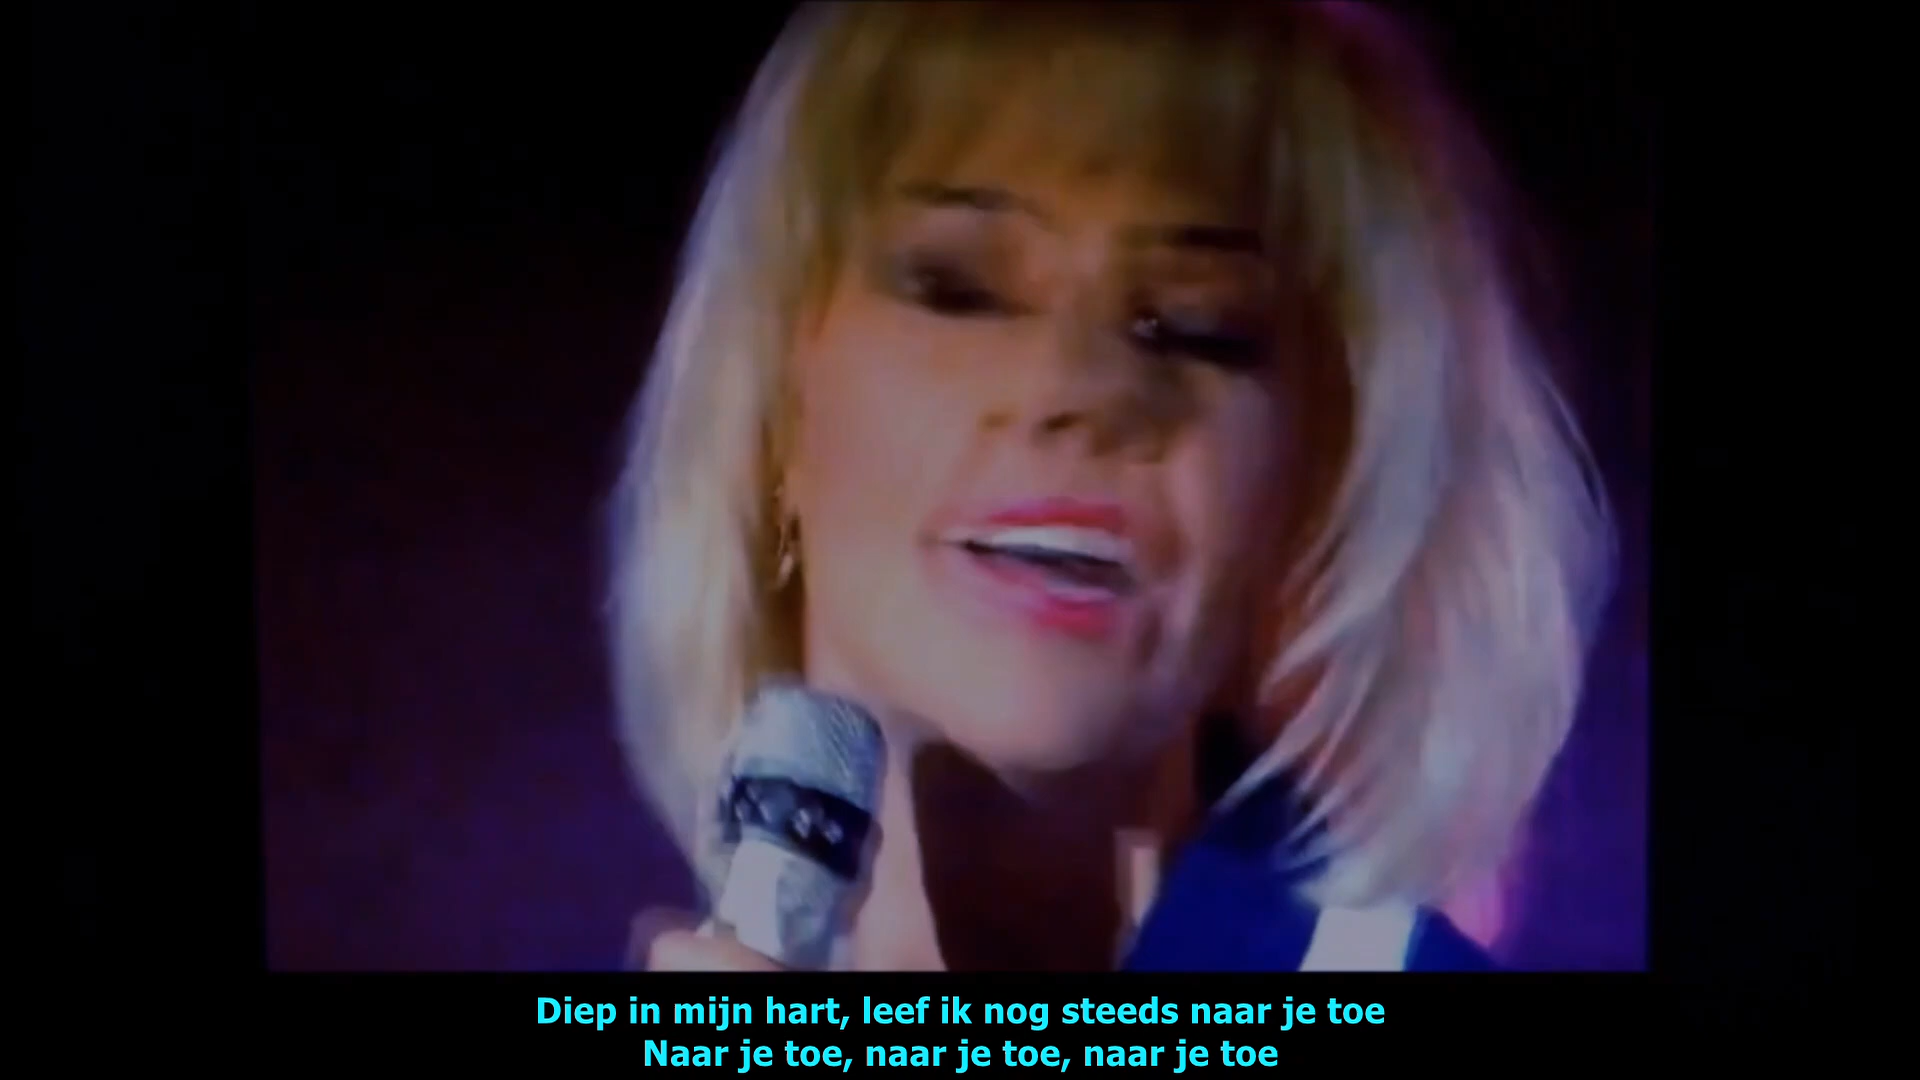 Diep in mijn hart, leef ik nog steeds naar je toe
Naar je toe, naar je toe, naar je toe